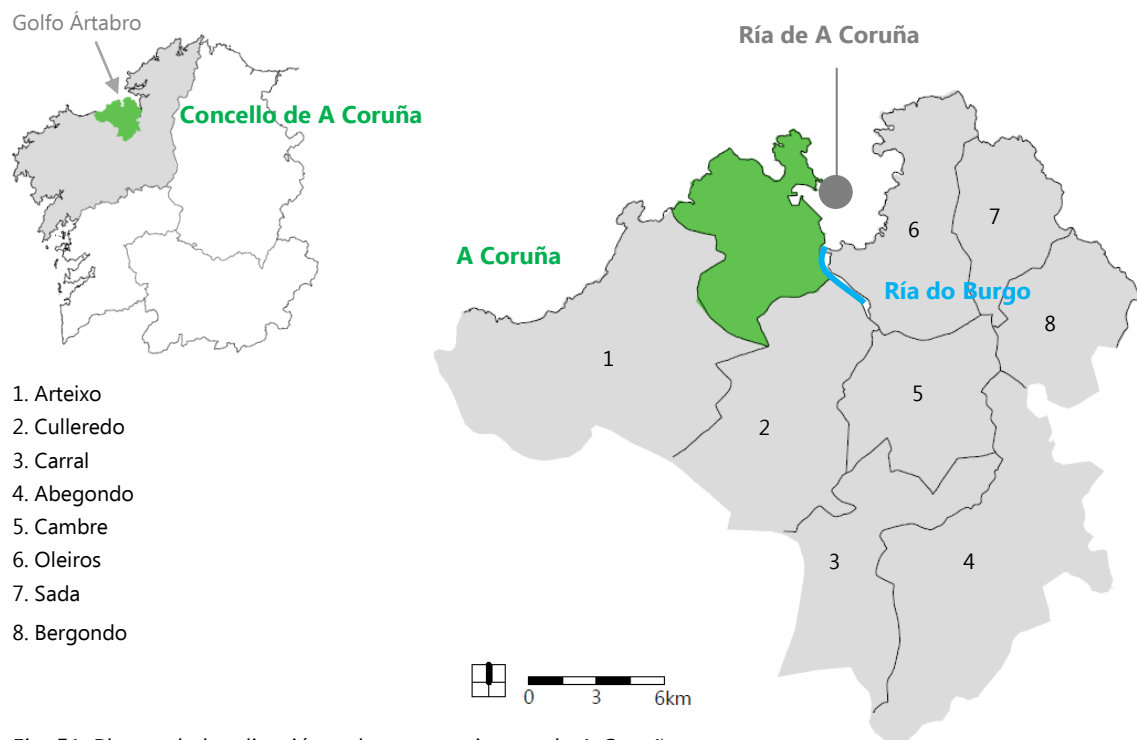 Golfo Ártabro
Concello de A Coruña
Ría de A Coruña
A Coruña
Ría do Burgo
6
7
8
1
5
2
3
4
1. Arteixo
2. Culleredo
3. Carral
4. Abegondo
5. Cambre
6. Oleiros
7. Sada
8. Bergondo
0 3 6km